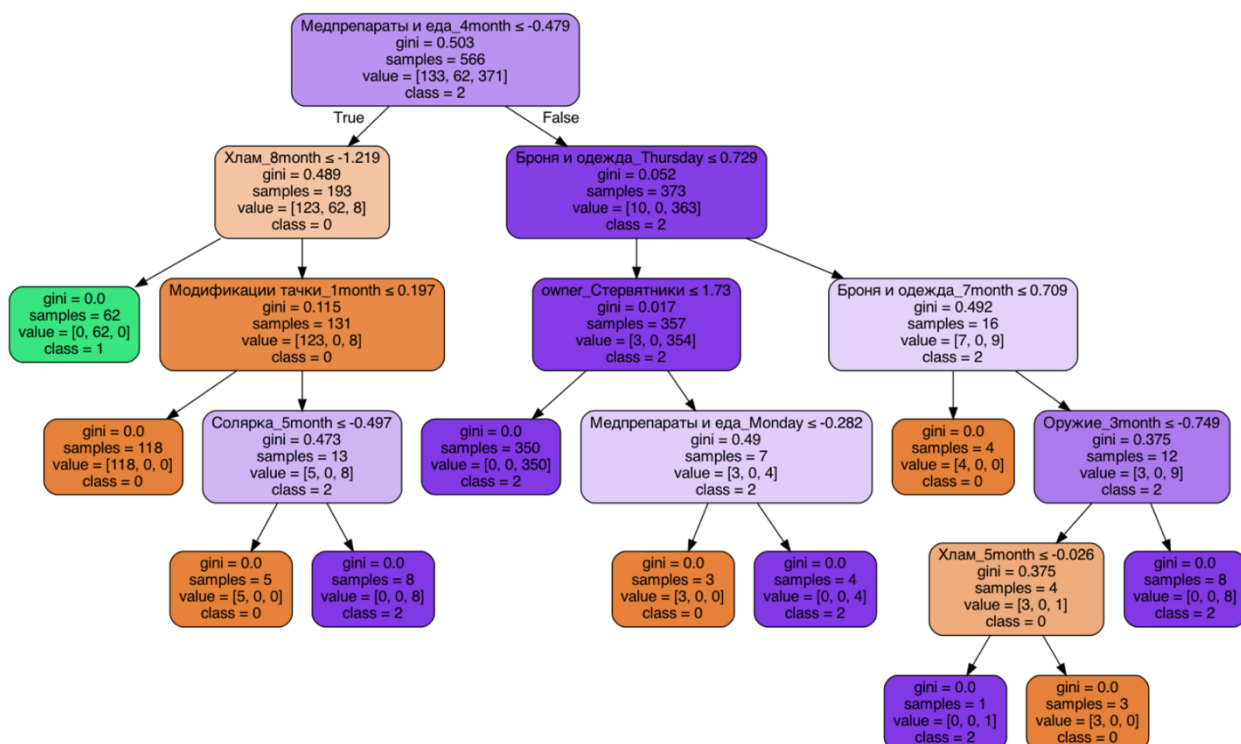 Медпрепараты и еда_4month ≤ -0.479
gini = 0.503
samples = 566
value = [133, 62, 371]
class = 2
True
False
Хлам_8month ≤ -1.219
gini = 0.489
samples = 193
value = [123, 62, 8]
class = 0
Броня и одежда_Thursday ≤ 0.729
gini = 0.052
samples = 373
value = [10, 0, 363]
class = 2
gini = 0.0
samples = 62
value = [0, 62, 0]
class = 1
Модификации тачки_1month ≤ 0.197
gini = 0.115
samples = 131
value = [123, 0, 8]
class = 0
owner_Стервятники ≤ 1.73
gini = 0.017
samples = 357
value = [3, 0, 354]
class = 2
Броня и одежда_7month ≤ 0.709
gini = 0.492
samples = 16
value = [7, 0, 9]
class = 2
gini = 0.0
samples = 118
value = [118, 0, 0]
class = 0
Солярка_5month ≤ -0.497
gini = 0.473
samples = 13
value = [5, 0, 8]
class = 2
gini = 0.0
samples = 350
value = [0, 0, 350]
class = 2
Медпрепараты и еда_Monday ≤ -0.282
gini = 0.49
samples = 7
value = [3, 0, 4]
class = 2
gini = 0.0
samples = 4
value = [4, 0, 0]
class = 0
Оружие_3month ≤ -0.749
gini = 0.375
samples = 12
value = [3, 0, 9]
class = 2
gini = 0.0
samples = 5
value = [5, 0, 0]
class = 0
gini = 0.0
samples = 8
value = [0, 0, 8]
class = 2
gini = 0.0
samples = 3
value = [3, 0, 0]
class = 0
gini = 0.0
samples = 4
value = [0, 0, 4]
class = 2
Хлам_5month ≤ -0.026
gini = 0.375
samples = 4
value = [3, 0, 1]
class = 0
gini = 0.0
samples = 8
value = [0, 0, 8]
class = 2
gini = 0.0
samples = 1
value = [0, 0, 1]
class = 2
gini = 0.0
samples = 3
value = [3, 0, 0]
class = 0